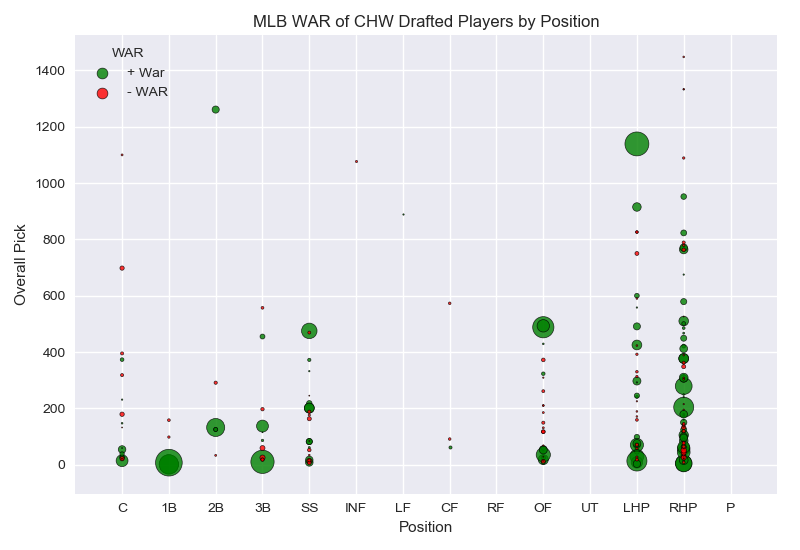 MLB WAR of CHW Drafted Players by Position
WAR
+ War
- WAR
1400
1200
1000
800
600
400
200
0
Overall Pick
C 1B 2B 3B SS INF LF CF RF OF UT LHP RHP P
Position